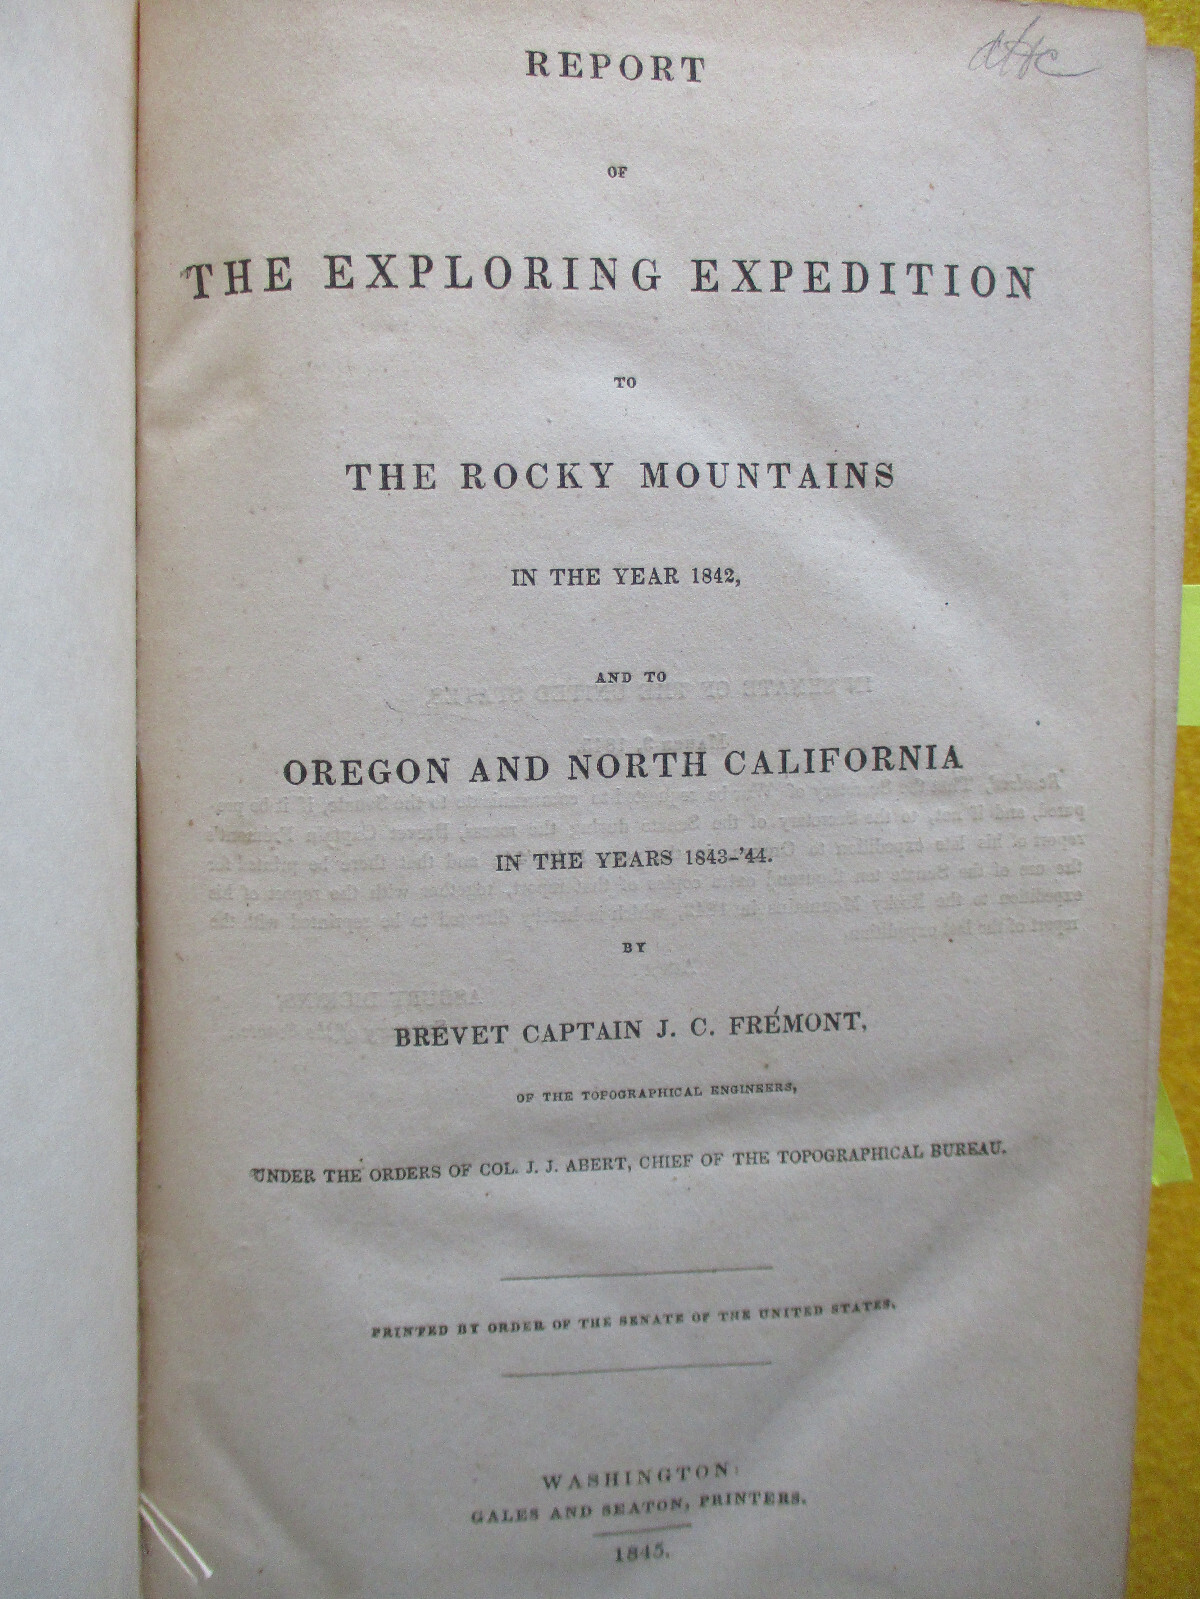 REPORT
OF
THE EXPLORING EXPEDITION
TO
THE ROCKY MOUNTAINS
IN THE YEAR 1842,
AND TO
OREGON AND NORTH CALIFORNIA
IN THE YEARS 1843-'44.
BY
BREVET CAPTAIN J. C. FRÉMONT,
OF THE TOPOGRAPHICAL ENGINEERS,
UNDER THE ORDERS OF COL. J. J. ABERT, CHIEF OF THE TOPOGRAPHICAL BUREAU.
PRINTED BY ORDER OF THE SENATE OF THE UNITED STATES.
WASHINGTON:
GALES AND SEATON, PRINTERS.
1845.